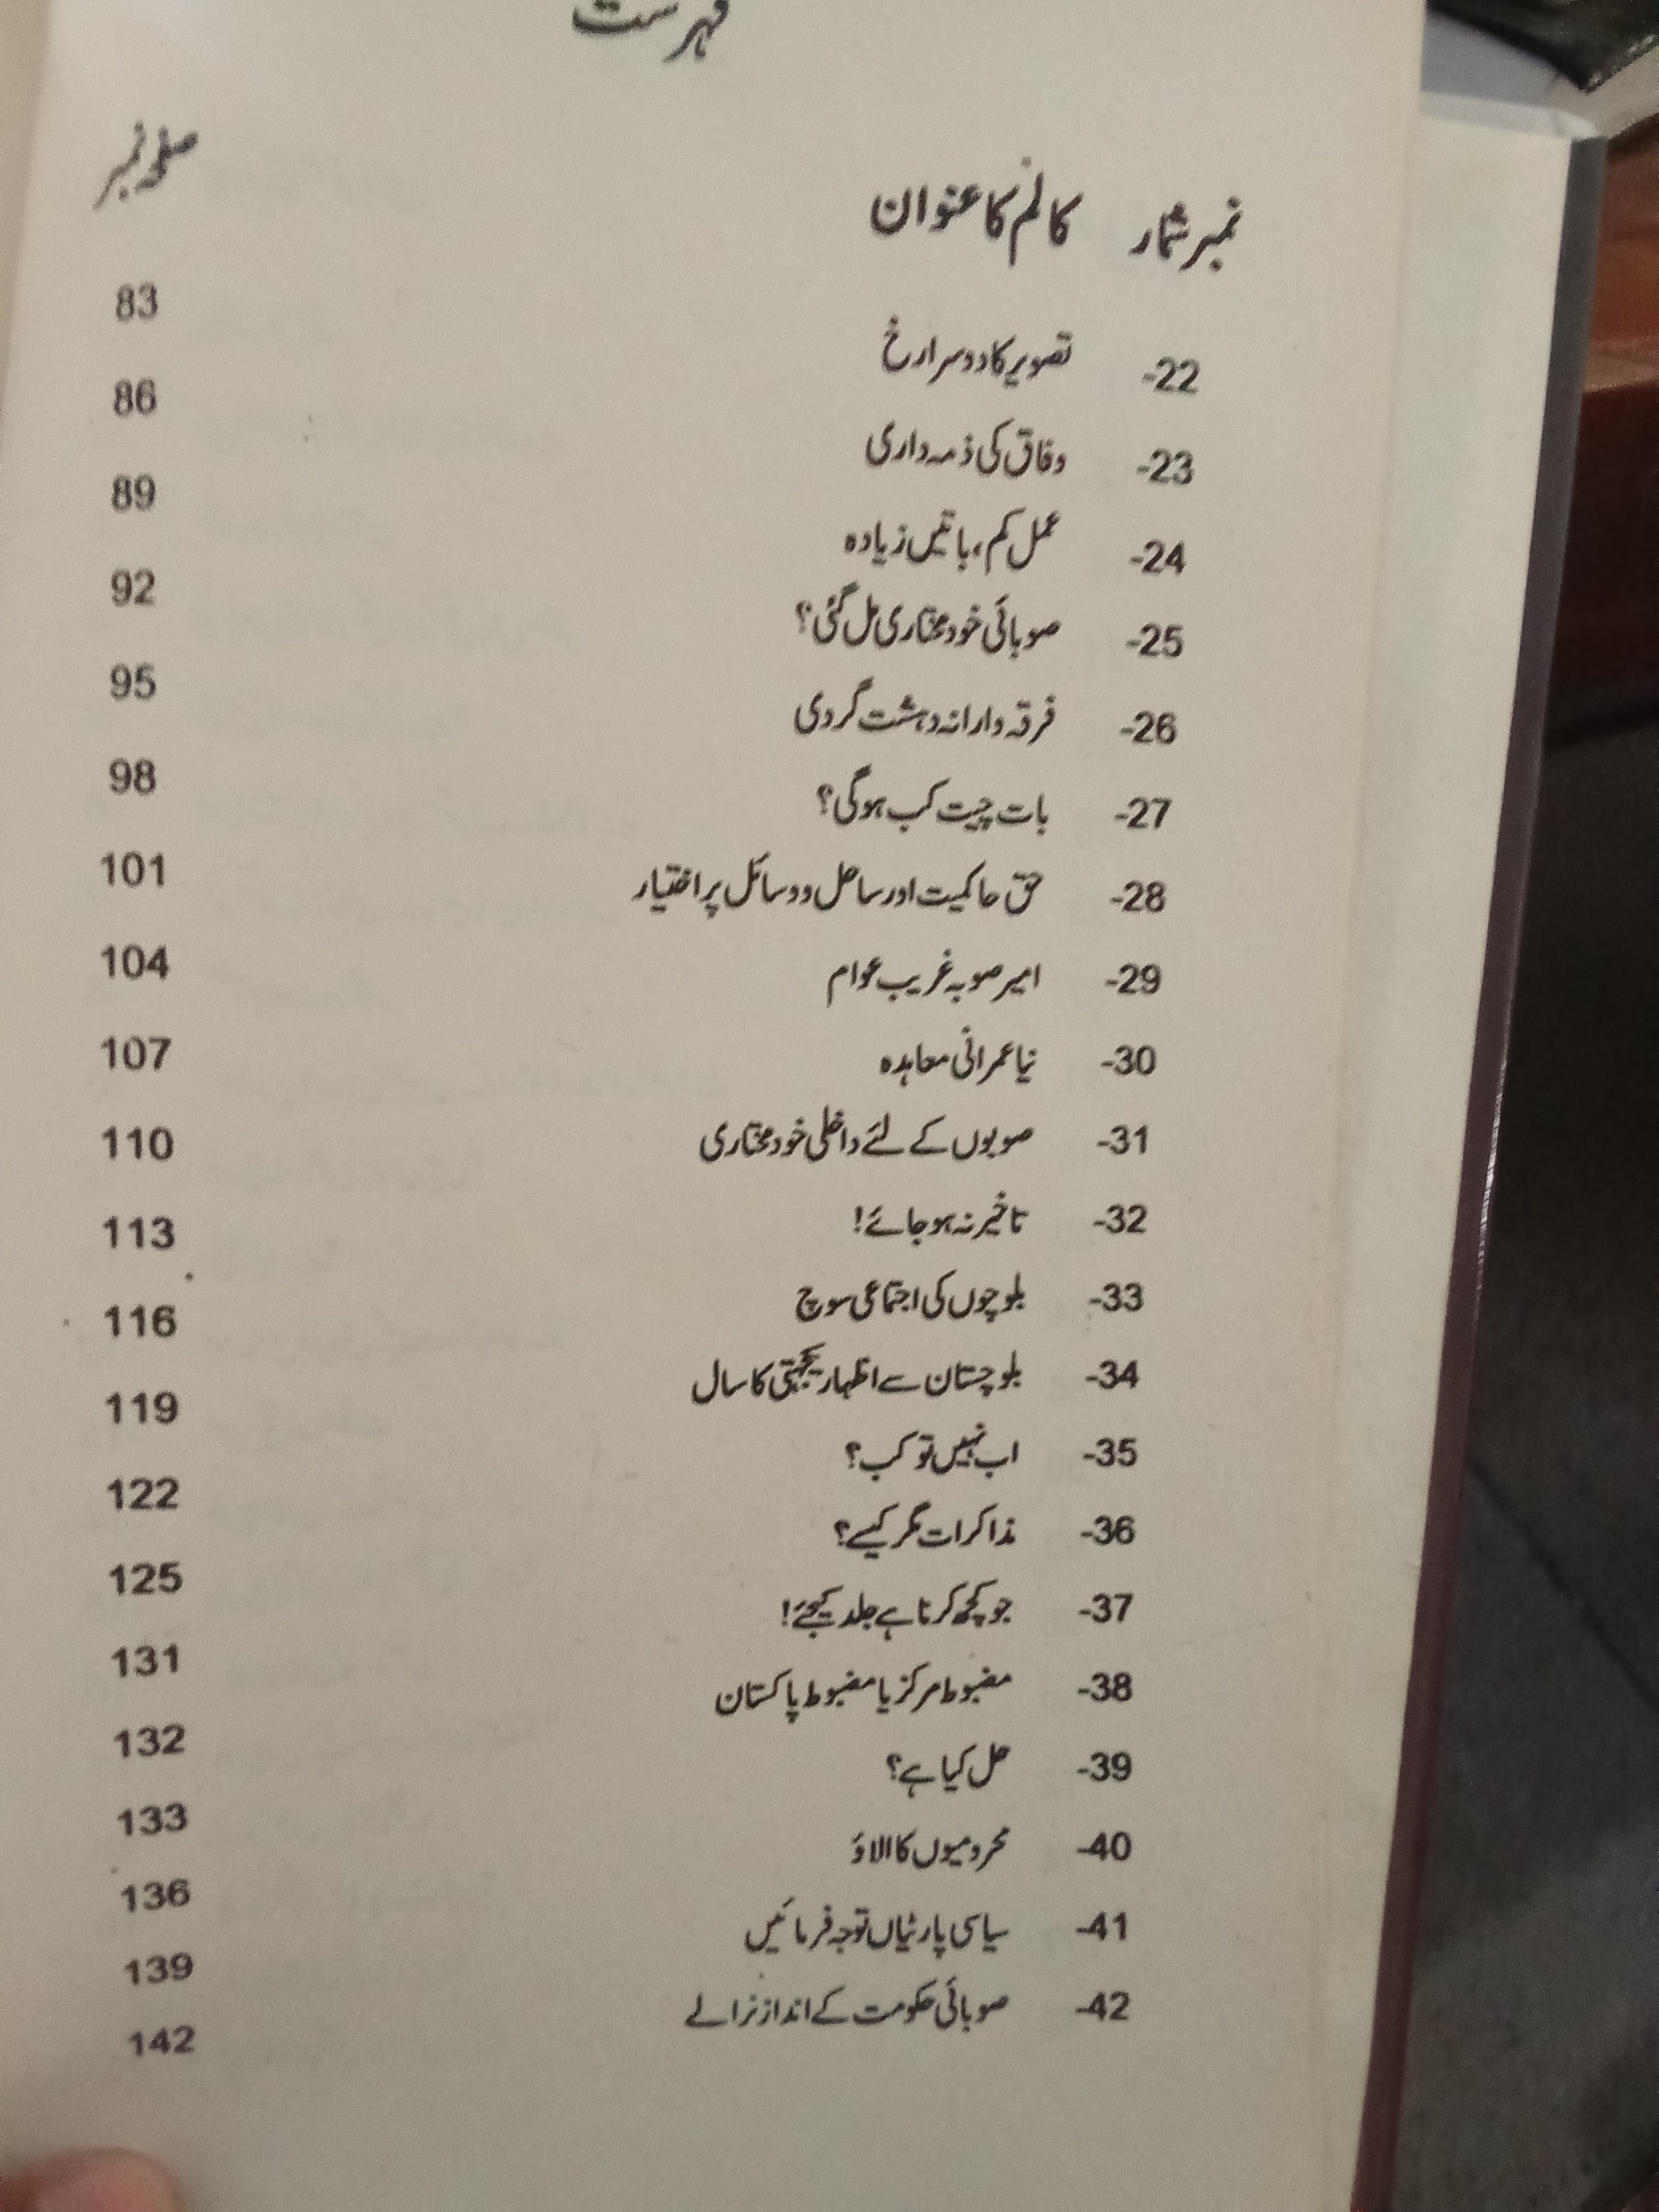 فہرست
نمبر شمار کالم کا عنوان صفحہ نمبر
22- تصویر کا دوسرا رخ 83
23- وفاق کی ذمہ داری 86
24- عمل کم، باتیں زیادہ 89
25- صوبائی خود مختاری مل گئی؟ 92
26- فرقہ وارانہ دہشت گردی 95
27- بات چیت کب ہوگی؟ 98
28- حق حاکمیت اور ساحل و وسائل پر اختیار 101
29- امیر صوبہ غریب عوام 104
30- نیا عمرانی معاہدہ 107
31- صوبوں کے لئے داخلی خود مختاری 110
32- تاخیر نہ ہو جائے! 113
33- بلوچوں کی اجتماعی سوچ 116
34- بلوچستان سے اظہار یکجہتی کا سال 119
35- اب نہیں تو کب؟ 122
36- مذاکرات مگر کیسے؟ 125
37- جو کچھ کرنا ہے جلد کیجئے! 131
38- مضبوط مرکز یا مضبوط پاکستان 132
39- حل کیا ہے؟ 133
40- محرومیوں کا الاؤ 136
41- سیاسی پارٹیاں توجہ فرمائیں 139
42- صوبائی حکومت کے انداز نرالے 142